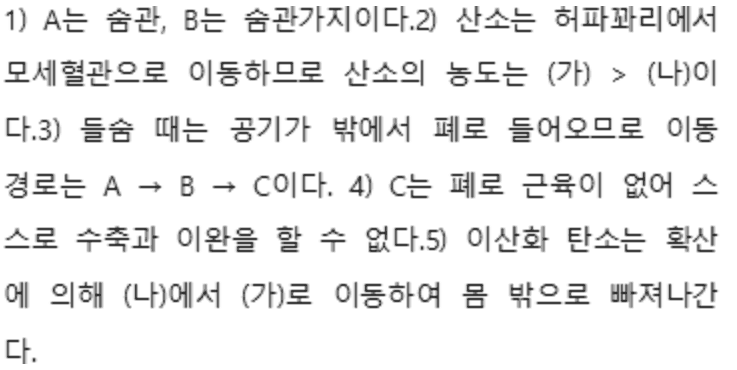 1) A는 숨관, B는 숨관가지이다.2) 산소는 허파꽈리에서
모세혈관으로 이동하므로 산소의 농도는 (가) > (나)이
다.3) 들숨 때는 공기가 밖에서 폐로 들어오므로 이동
경로는 A → B → C이다. 4) C는 폐로 근육이 없어 스
스로 수축과 이완을 할 수 없다.5) 이산화 탄소는 확산
에 의해 (나)에서 (가)로 이동하여 몸 밖으로 빠져나간
다.